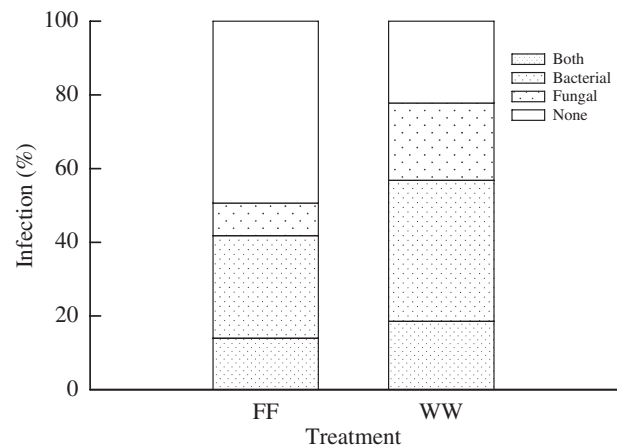 100
80
60
40
20
0
Infection (%)
FF
WW
Treatment
Both
Bacterial
Fungal
None